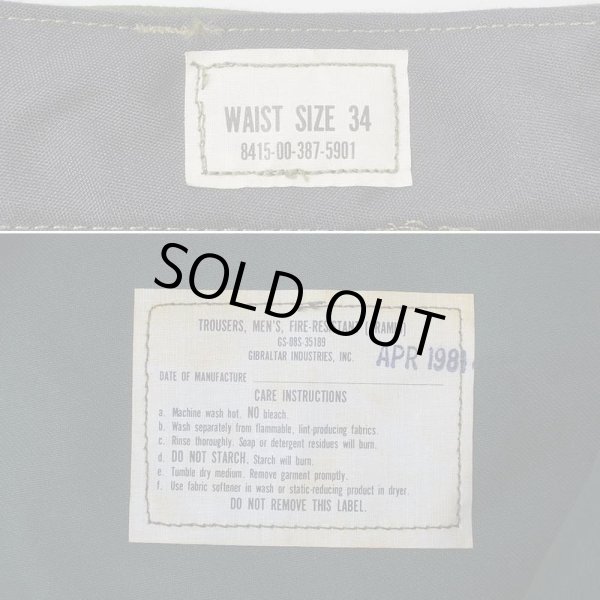 WAIST SIZE 34
8415-00-387-5901
SOLD OUT
TROUSERS, MEN'S, FIRE-RESISTANT
GS-08S-35189
GIBRALTAR INDUSTRIES, INC.
APR 1981
DATE OF MANUFACTURE
CARE INSTRUCTIONS
a. Machine wash hot. NO bleach.
b. Wash separately from flammable, lint-producing fabrics.
c. Rinse thoroughly. Soap or detergent residues will burn.
d. DO NOT STARCH. Starch will burn.
e. Tumble dry medium. Remove garment promptly.
f. Use fabric softener in wash or static-reducing product in dryer.
DO NOT REMOVE THIS LABEL.